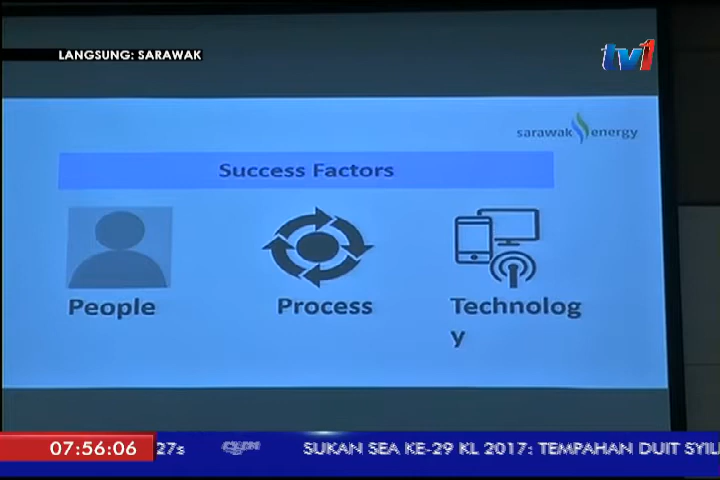 LANGSUNG: SARAWAK
tv1
sarawak energy
Success Factors
People
Process
Technolog
y
07:56:06
27s
SUKAN SEA KE-29 KL 2017: TEMPAHAN DUIT SYIL